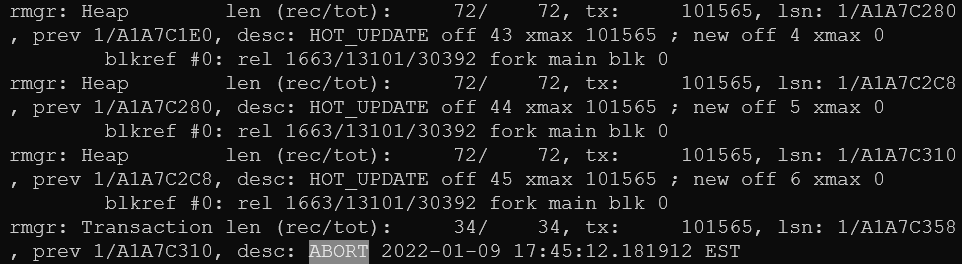 rmgr: Heap        len (rec/tot):     72/    72, tx:     101565, lsn: 1/A1A7C280
, prev 1/A1A7C1E0, desc: HOT_UPDATE off 43 xmax 101565 ; new off 4 xmax 0
        blkref #0: rel 1663/13101/30392 fork main blk 0
rmgr: Heap        len (rec/tot):     72/    72, tx:     101565, lsn: 1/A1A7C2C8
, prev 1/A1A7C280, desc: HOT_UPDATE off 44 xmax 101565 ; new off 5 xmax 0
        blkref #0: rel 1663/13101/30392 fork main blk 0
rmgr: Heap        len (rec/tot):     72/    72, tx:     101565, lsn: 1/A1A7C310
, prev 1/A1A7C2C8, desc: HOT_UPDATE off 45 xmax 101565 ; new off 6 xmax 0
        blkref #0: rel 1663/13101/30392 fork main blk 0
rmgr: Transaction len (rec/tot):     34/    34, tx:     101565, lsn: 1/A1A7C358
, prev 1/A1A7C310, desc: ABORT 2022-01-09 17:45:12.181912 EST